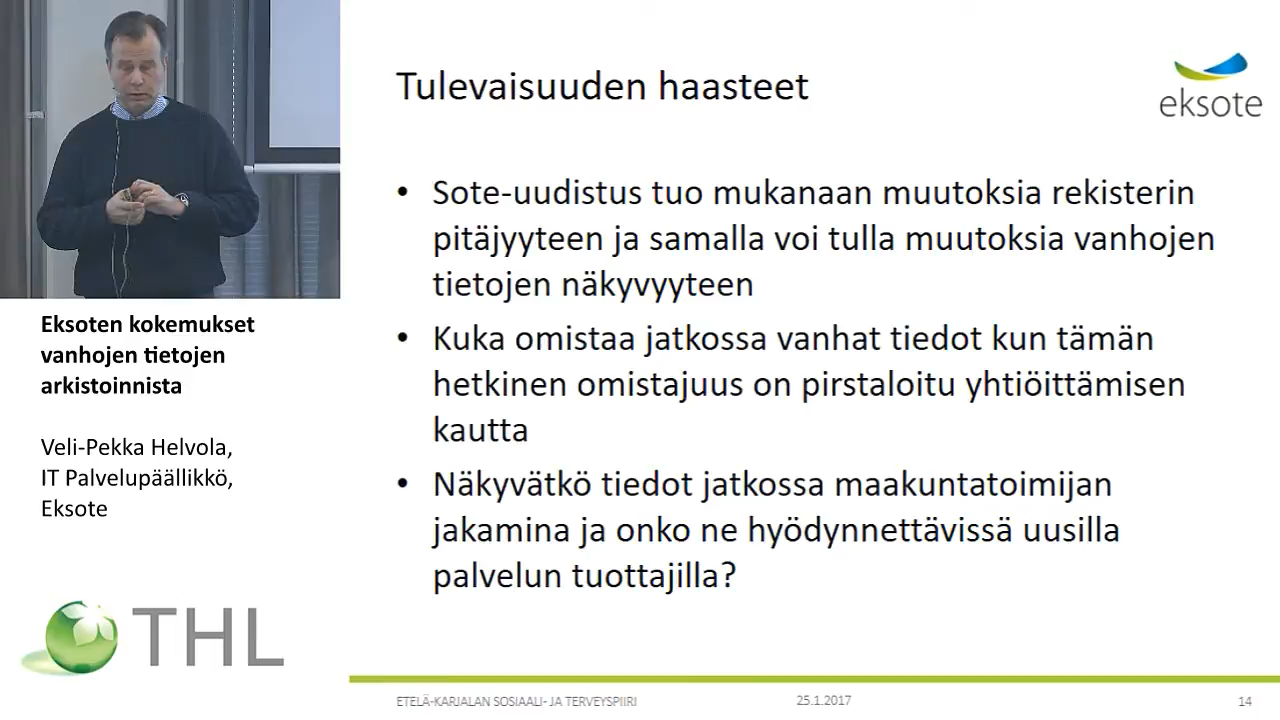 Tulevaisuuden haasteet
eksote
• Sote-uudistus tuo mukanaan muutoksia rekisterin
pitäjyyteen ja samalla voi tulla muutoksia vanhojen
tietojen näkyvyyteen
• Kuka omistaa jatkossa vanhat tiedot kun tämän
hetkinen omistajuus on pirstaloitu yhtiöittämisen
kautta
• Näkyvätkö tiedot jatkossa maakuntatoimijan
jakamina ja onko ne hyödynnettävissä uusilla
palvelun tuottajilla?
Eksoten kokemukset
vanhojen tietojen
arkistoinnista
Veli-Pekka Helvola,
IT Palvelupäällikkö,
Eksote
THL
ETELÄ-KARJALAN SOSIAALI- JA TERVEYSPIIRI
25.1.2017
14